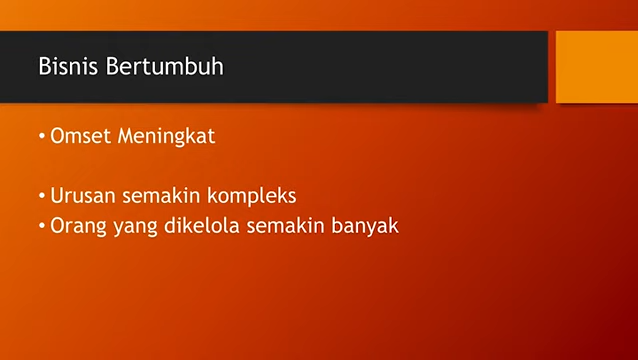 Bisnis Bertumbuh
• Omset Meningkat
• Urusan semakin kompleks
• Orang yang dikelola semakin banyak